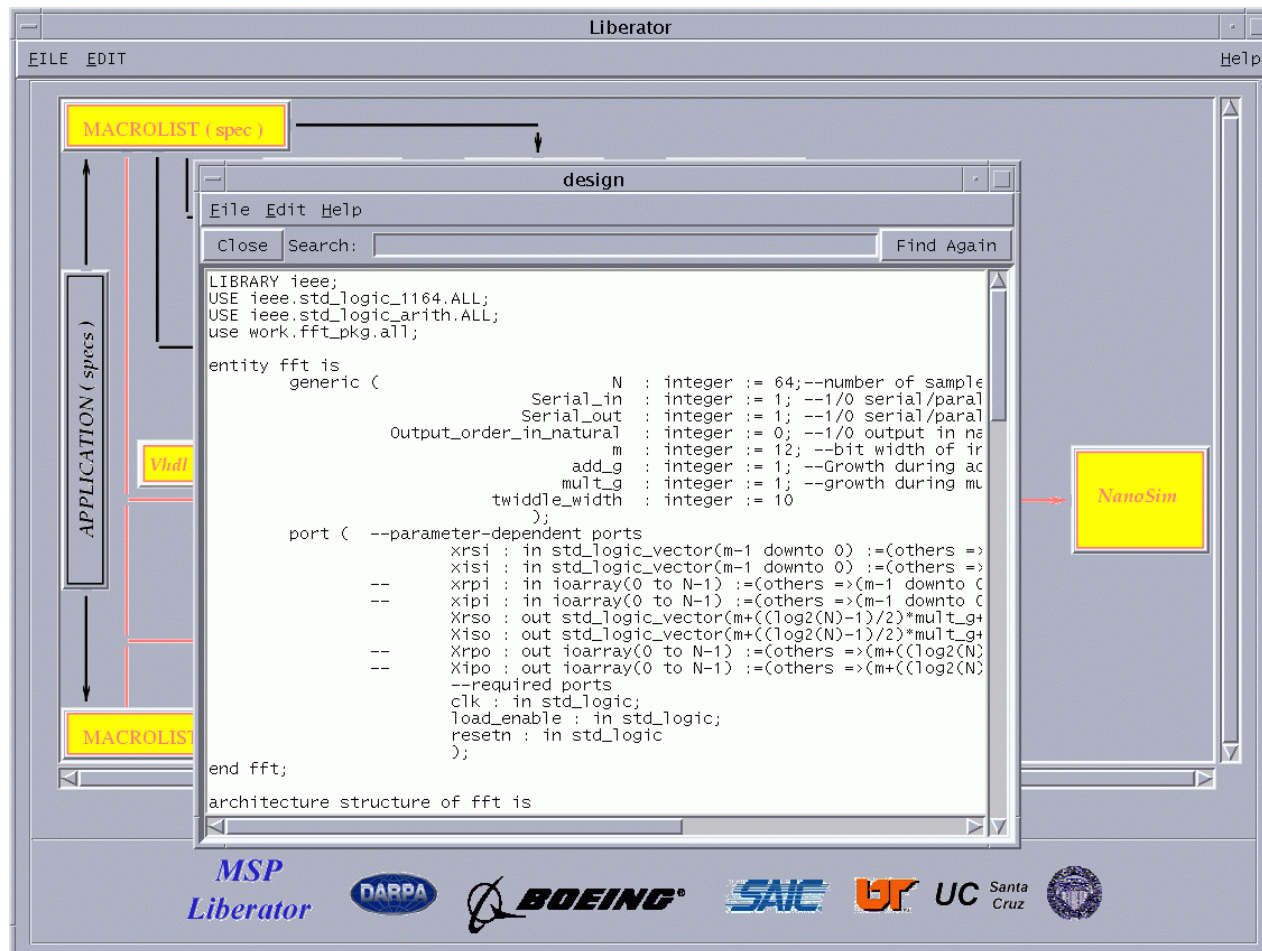 Liberator
FILE EDIT Help
MACROLIST ( spec )
design
File Edit Help
Close Search: Find Again
LIBRARY ieee;
USE ieee.std_logic_1164.ALL;
USE ieee.std_logic_arith.ALL;
use work.fft_pkg.all;
entity fft is
generic ( N : integer := 64;--number of sample
Serial_in : integer := 1; --1/0 serial/paral
Serial_out : integer := 1; --1/0 serial/paral
Output_order_in_natural : integer := 0; --1/0 output in na
m : integer := 12; --bit width of in
add_g : integer := 1; --Growth during ad
mult_g : integer := 1; --growth during mu
twiddle_width : integer := 10
);
port ( --parameter-dependent ports
xrsi : in std_logic_vector(m-1 downto 0) :=(others =>
xisi : in std_logic_vector(m-1 downto 0) :=(others =>
-- xrpi : in ioarray(0 to N-1) :=(others =>(m-1 downto 0
-- xipi : in ioarray(0 to N-1) :=(others =>(m-1 downto 0
Xrso : out std_logic_vector(m+((log2(N)-1)/2)*mult_g+
Xiso : out std_logic_vector(m+((log2(N)-1)/2)*mult_g+
-- Xrpo : out ioarray(0 to N-1) :=(others =>(m+((log2(N)
-- Xipo : out ioarray(0 to N-1) :=(others =>(m+((log2(N)
--required ports
clk : in std_logic;
load_enable : in std_logic;
resetn : in std_logic
);
end fft;
architecture structure of fft is
APPLICATION ( specs )
Vhdl
NanoSim
MACROLIST
MSP
Liberator
DARPA
BOEING®
SAIC
UT
UC Santa
Cruz